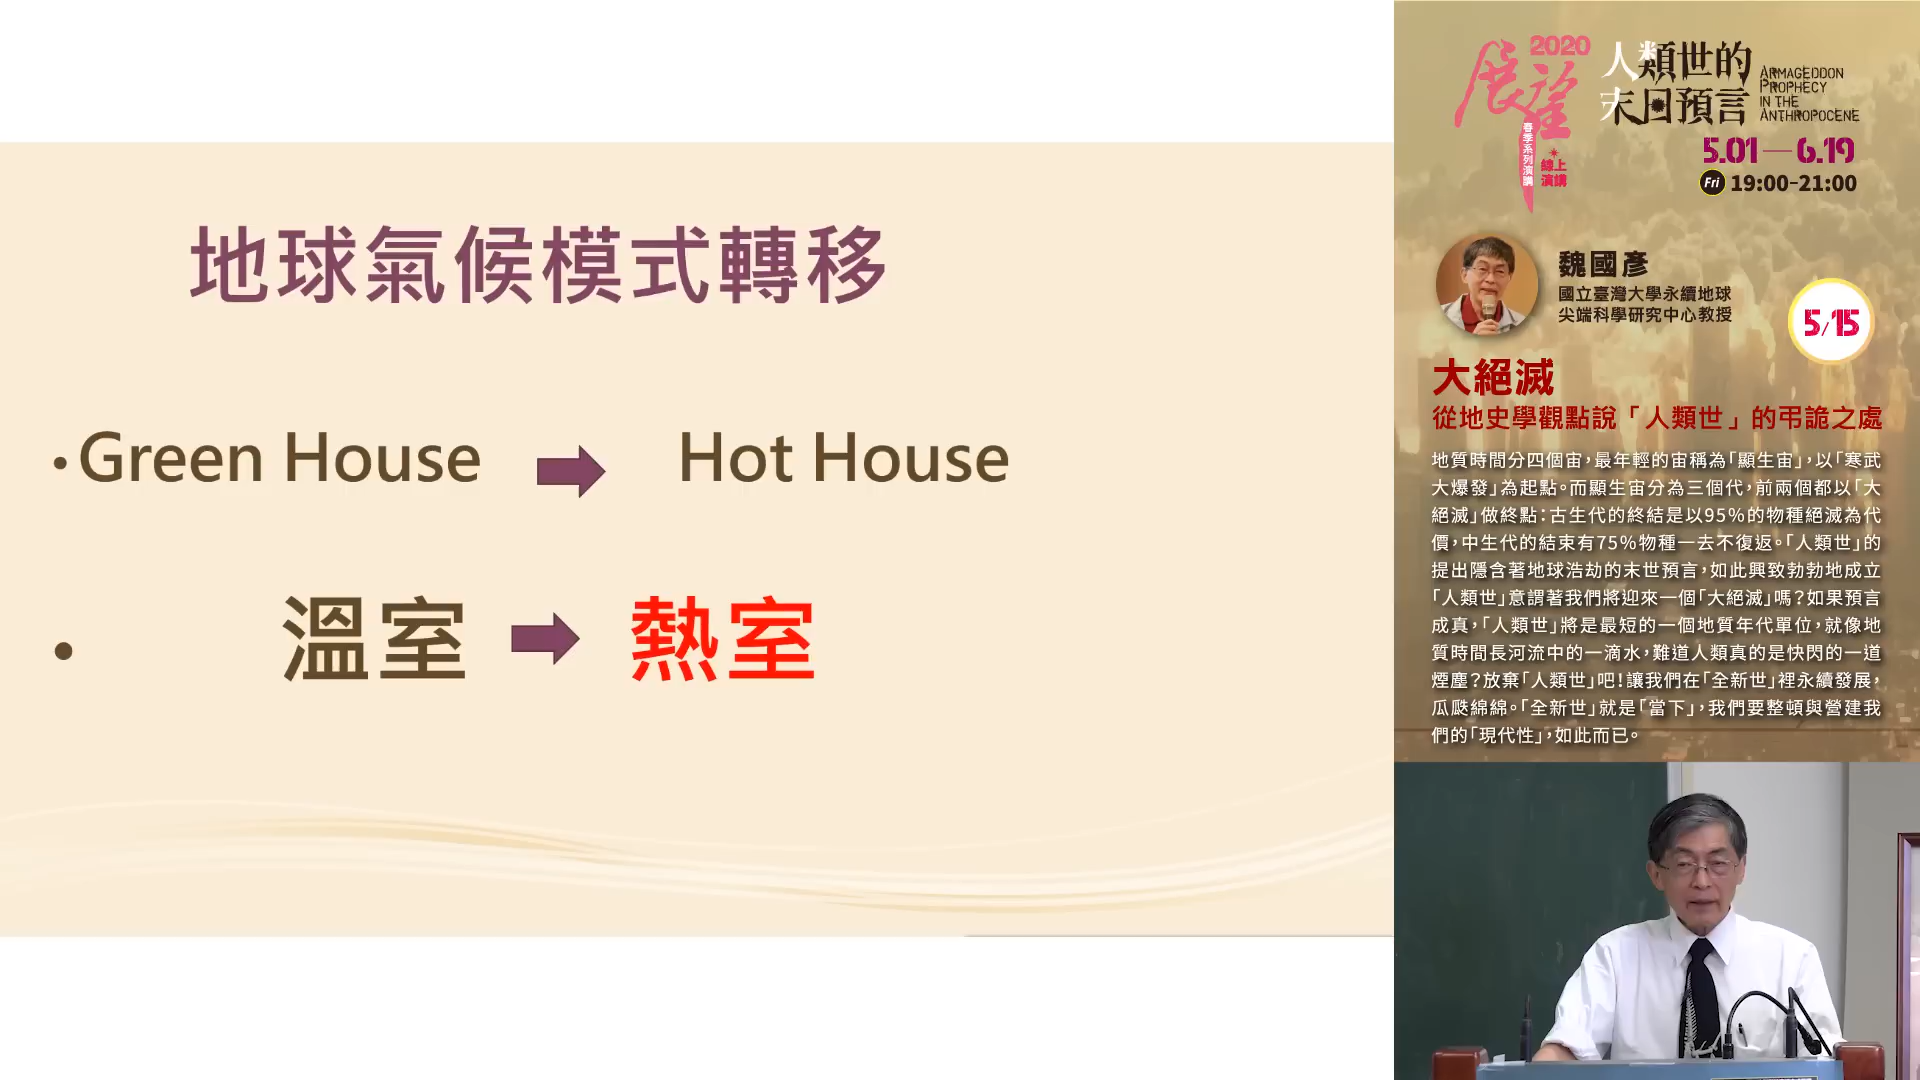 地球氣候模式轉移
•Green House Hot House
• 溫室 熱室
2020
展望
春季系列演講
線上
演講
人類世的
末日預言
ARMAGEDDON
PROPHECY
IN THE
ANTHROPOCENE
5.01—6.19
Fri 19:00-21:00
魏國彥
國立臺灣大學永續地球
尖端科學研究中心教授
5/15
大絕滅
從地史學觀點說「人類世」的弔詭之處
地質時間分四個宙，最年輕的宙稱為「顯生宙」，以「寒武
大爆發」為起點。而顯生宙分為三個代，前兩個都以「大
絕滅」做終點：古生代的終結是以95%的物種絕滅為代
價，中生代的結束有75%物種一去不復返。「人類世」的
提出隱含著地球浩劫的末世預言，如此興致勃勃地成立
「人類世」意謂著我們將迎來一個「大絕滅」嗎？如果預言
成真，「人類世」將是最短的一個地質年代單位，就像地
質時間長河流中的一滴水，難道人類真的是快閃的一道
煙塵？放棄「人類世」吧！讓我們在「全新世」裡永續發展，
瓜瓞綿綿。「全新世」就是「當下」，我們要整頓與營建我
們的「現代性」，如此而已。